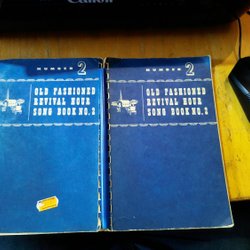 Canon
NUMBER 2
OLD FASHIONED
REVIVAL HOUR
SONG BOOK NO. 2
NUMBER 2
OLD FASHIONED
REVIVAL HOUR
SONG BOOK NO. 2